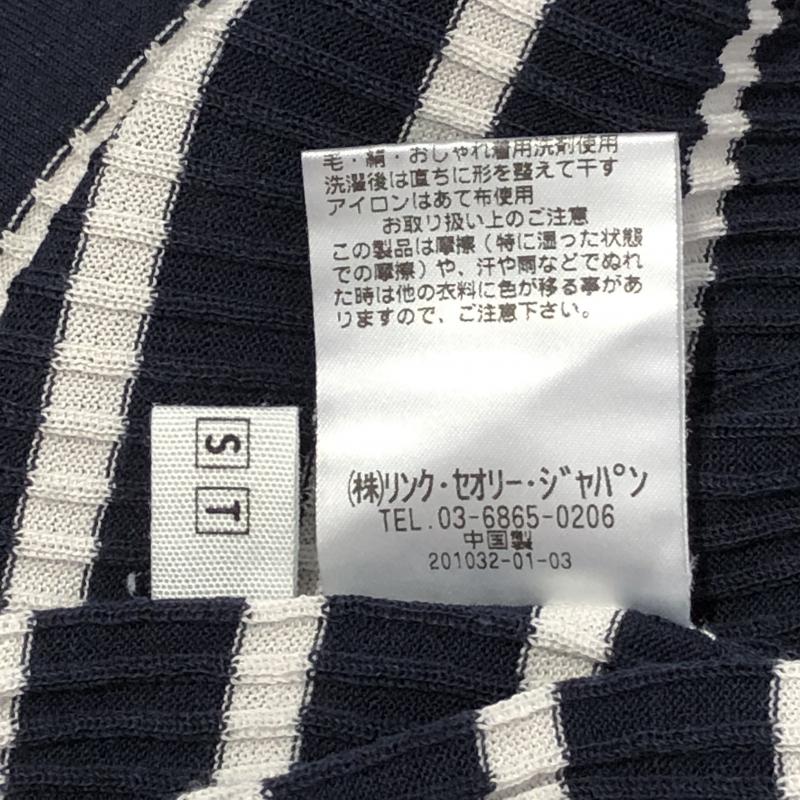 毛・絹・おしゃれ着用洗剤使用
洗濯後は直ちに形を整えて干す
アイロンはあて布使用
お取り扱い上のご注意
この製品は摩擦(特に湿った状態
での摩擦)や、汗や雨などでぬれ
た時は他の衣料に色が移る事があ
りますので、ご注意下さい。
(株)リンク・セオリー・ジャパン
TEL.03-6865-0206
中国製
201032-01-03
S
T